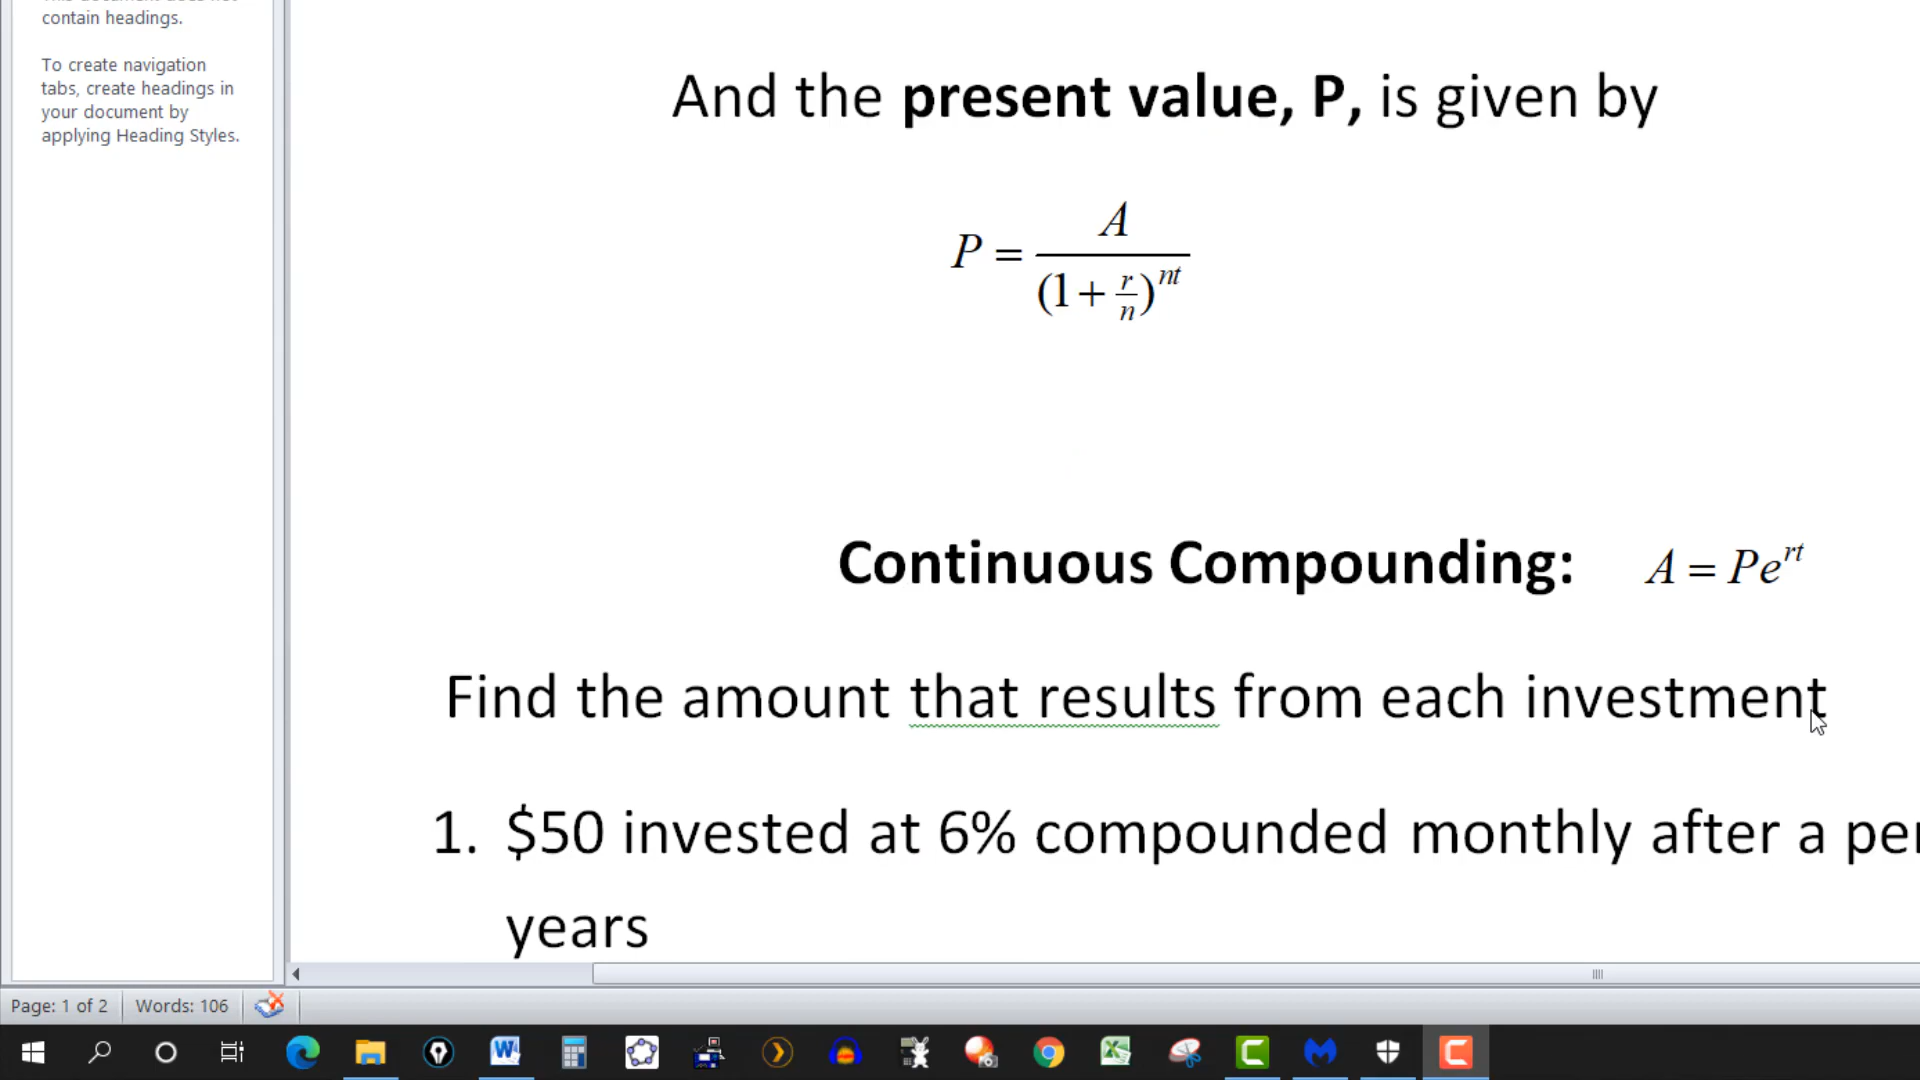 contain headings.
To create navigation
tabs, create headings in
your document by
applying Heading Styles.
And the present value, P, is given by
P = A / (1 + r/n)^nt
Continuous Compounding: A = Pe^rt
Find the amount that results from each investment
1. $50 invested at 6% compounded monthly after a
years
Page: 1 of 2 Words: 106